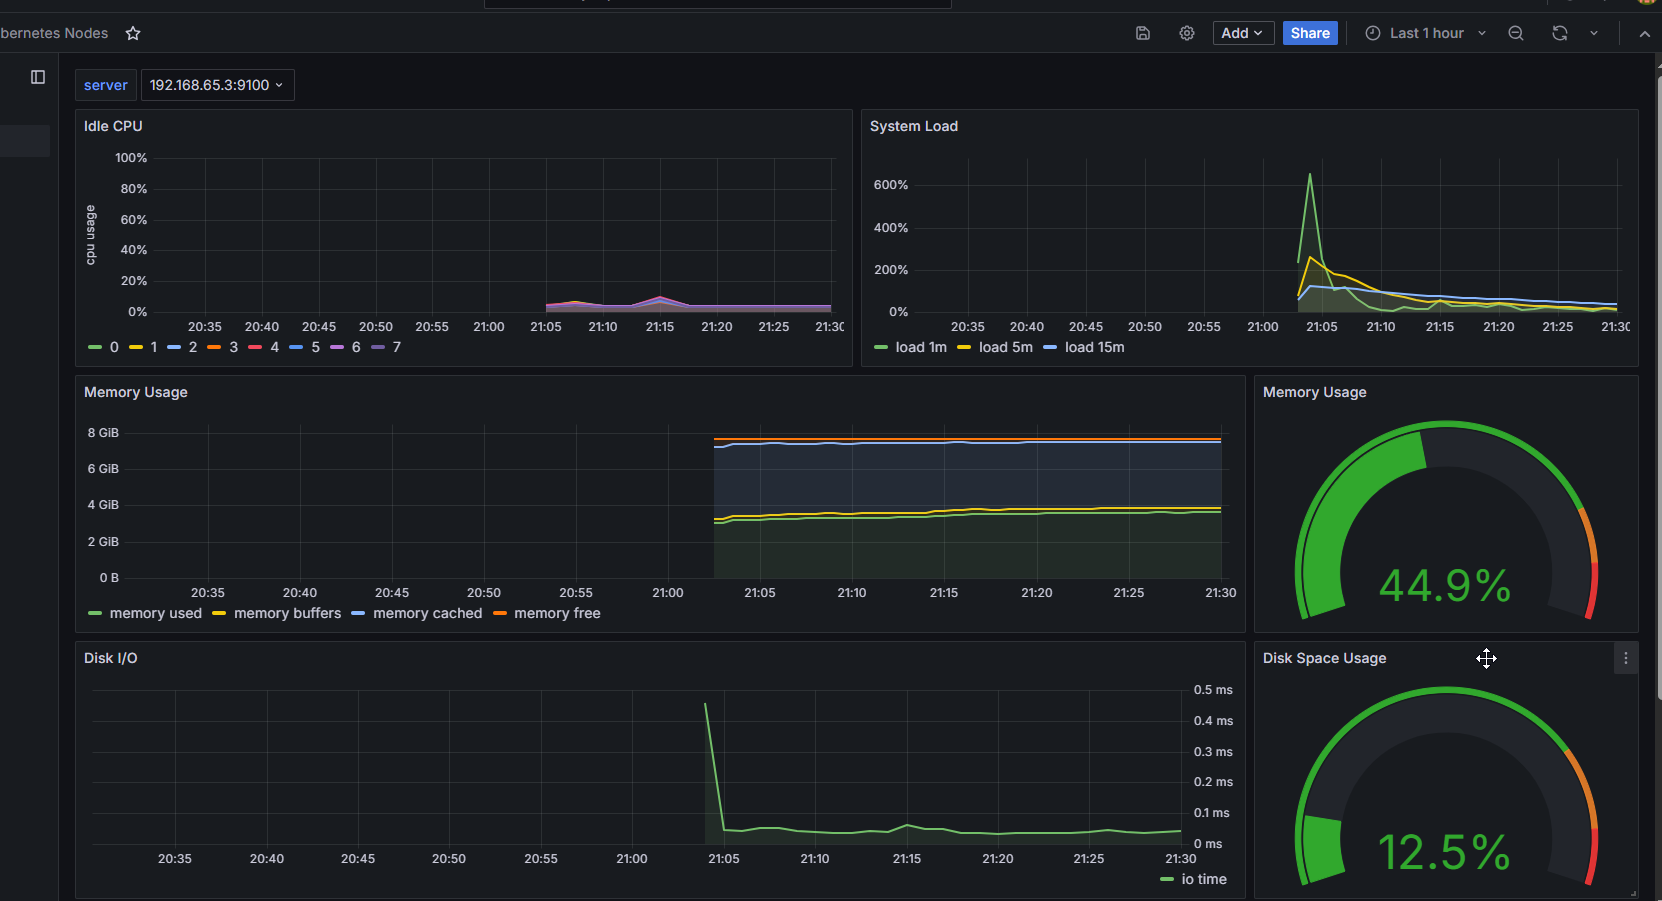 bernetes Nodes
Add
Share
Last 1 hour
server
192.168.65.3:9100
Idle CPU
cpu usage
100%
80%
60%
40%
20%
0%
20:35 20:40 20:45 20:50 20:55 21:00 21:05 21:10 21:15 21:20 21:25 21:30
0 1 2 3 4 5 6 7
System Load
600%
400%
200%
0%
20:35 20:40 20:45 20:50 20:55 21:00 21:05 21:10 21:15 21:20 21:25 21:30
load 1m load 5m load 15m
Memory Usage
8 GiB
6 GiB
4 GiB
2 GiB
0 B
20:35 20:40 20:45 20:50 20:55 21:00 21:05 21:10 21:15 21:20 21:25 21:30
memory used memory buffers memory cached memory free
Memory Usage
44.9%
Disk I/O
0.5 ms
0.4 ms
0.3 ms
0.2 ms
0.1 ms
0 ms
20:35 20:40 20:45 20:50 20:55 21:00 21:05 21:10 21:15 21:20 21:25 21:30
io time
Disk Space Usage
12.5%